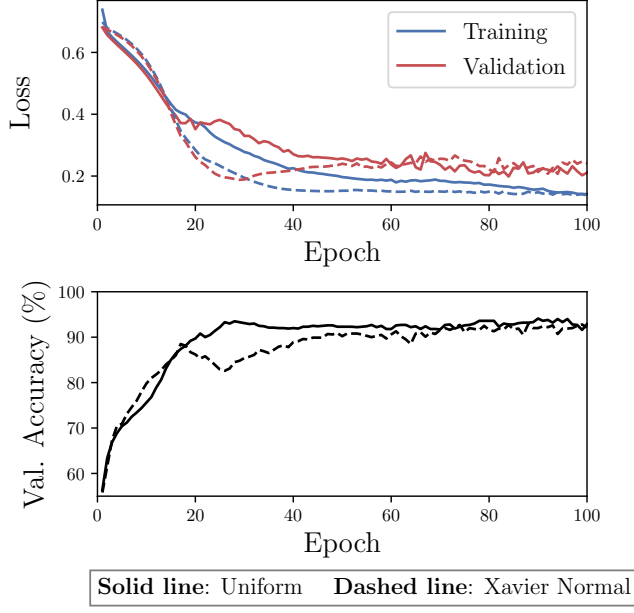 Loss
0.6
0.4
0.2
Training
Validation
0 20 40 60 80 100
Epoch
Val. Accuracy (%)
100
90
80
70
60
0 20 40 60 80 100
Epoch
Solid line: Uniform Dashed line: Xavier Normal